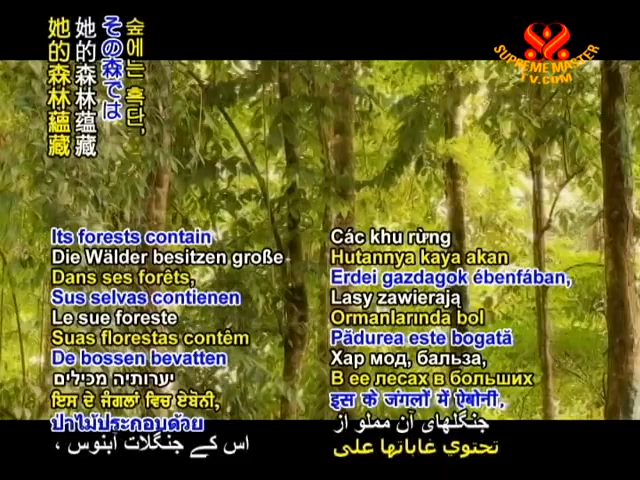 숲에는 흑단,
その森では
她的森林蕴藏
她的森林蘊藏
SUPREME MASTER
TV.COM
Its forests contain
Die Wälder besitzen große
Dans ses forêts,
Sus selvas contienen
Le sue foreste
Suas florestas contêm
De bossen bevatten
יערותיה מכילים
ਇਸ ਦੇ ਜੰਗਲਾਂ ਵਿਚ ਏਬੋਨੀ,
ป่าไม้ประกอบด้วย
اس کے جنگلات آبنوس ،
Các khu rừng
Hutannya kaya akan
Erdei gazdagok ébenfában,
Lasy zawierają
Ormanlarında bol
Pădurea este bogată
Хар мод, бальза,
В ее лесах в больших
इस के जंगलों में ऐबोनी,
جنگلهای آن مملو از
تحتوي غاباتها على